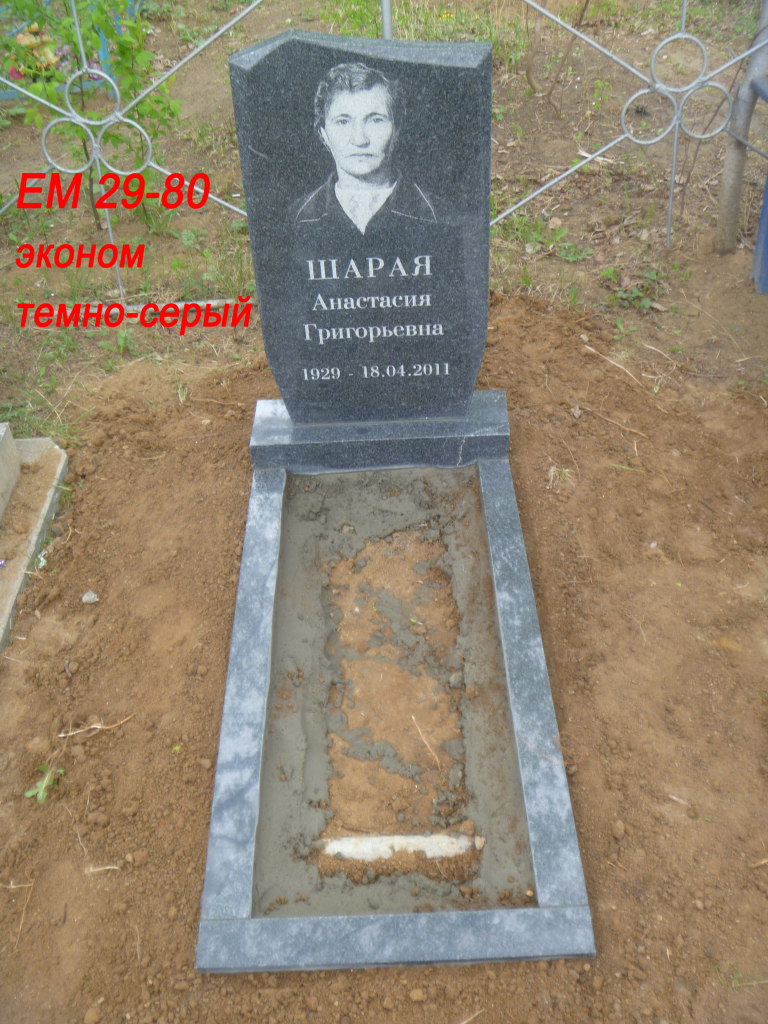 ЕМ 29-80
эконом
темно-серый
ШАРАЯ
Анастасия
Григорьевна
1929 - 18.04.2011